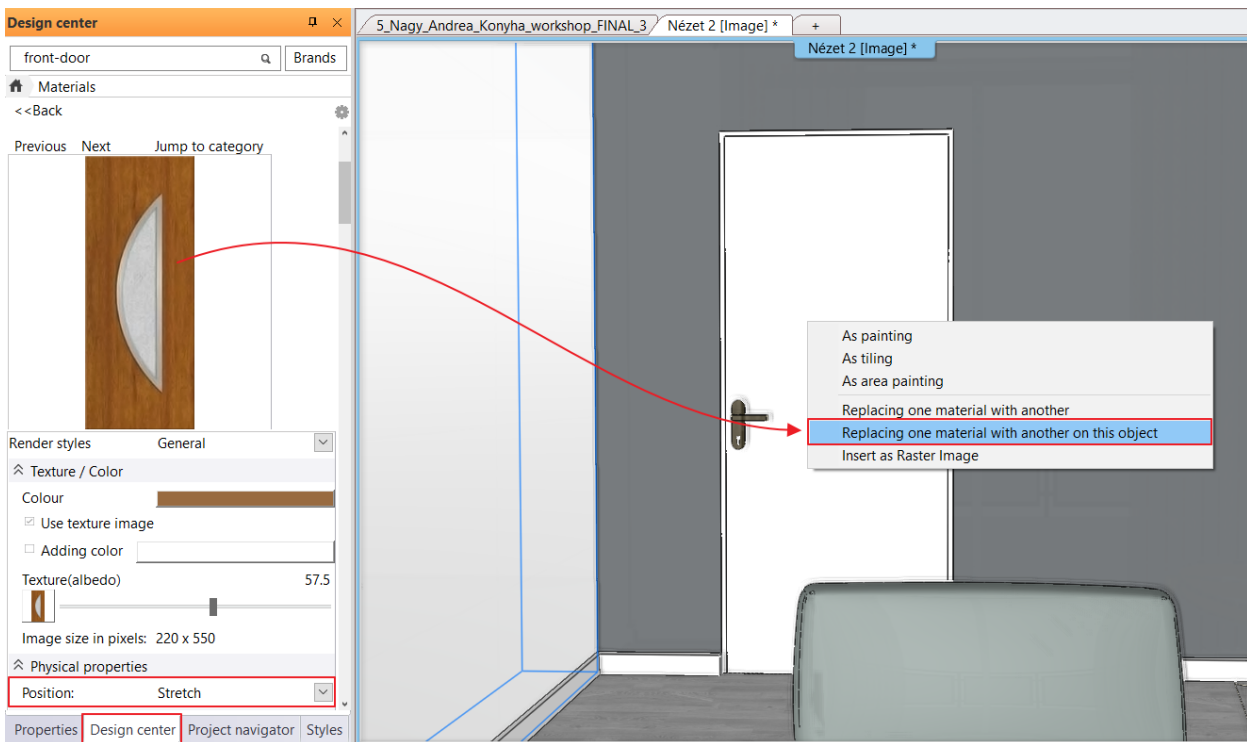 Design center
front-door
Brands
Materials
<<Back
Previous Next Jump to category
Render styles General
Texture / Color
Colour
Use texture image
Adding color
Texture(albedo) 57.5
Image size in pixels: 220 x 550
Physical properties
Position: Stretch
Properties Design center Project navigator Styles
5_Nagy_Andrea_Konyha_workshop_FINAL_3 Nézet 2 [Image] * +
Nézet 2 [Image] *
As painting
As tiling
As area painting
Replacing one material with another
Replacing one material with another on this object
Insert as Raster Image